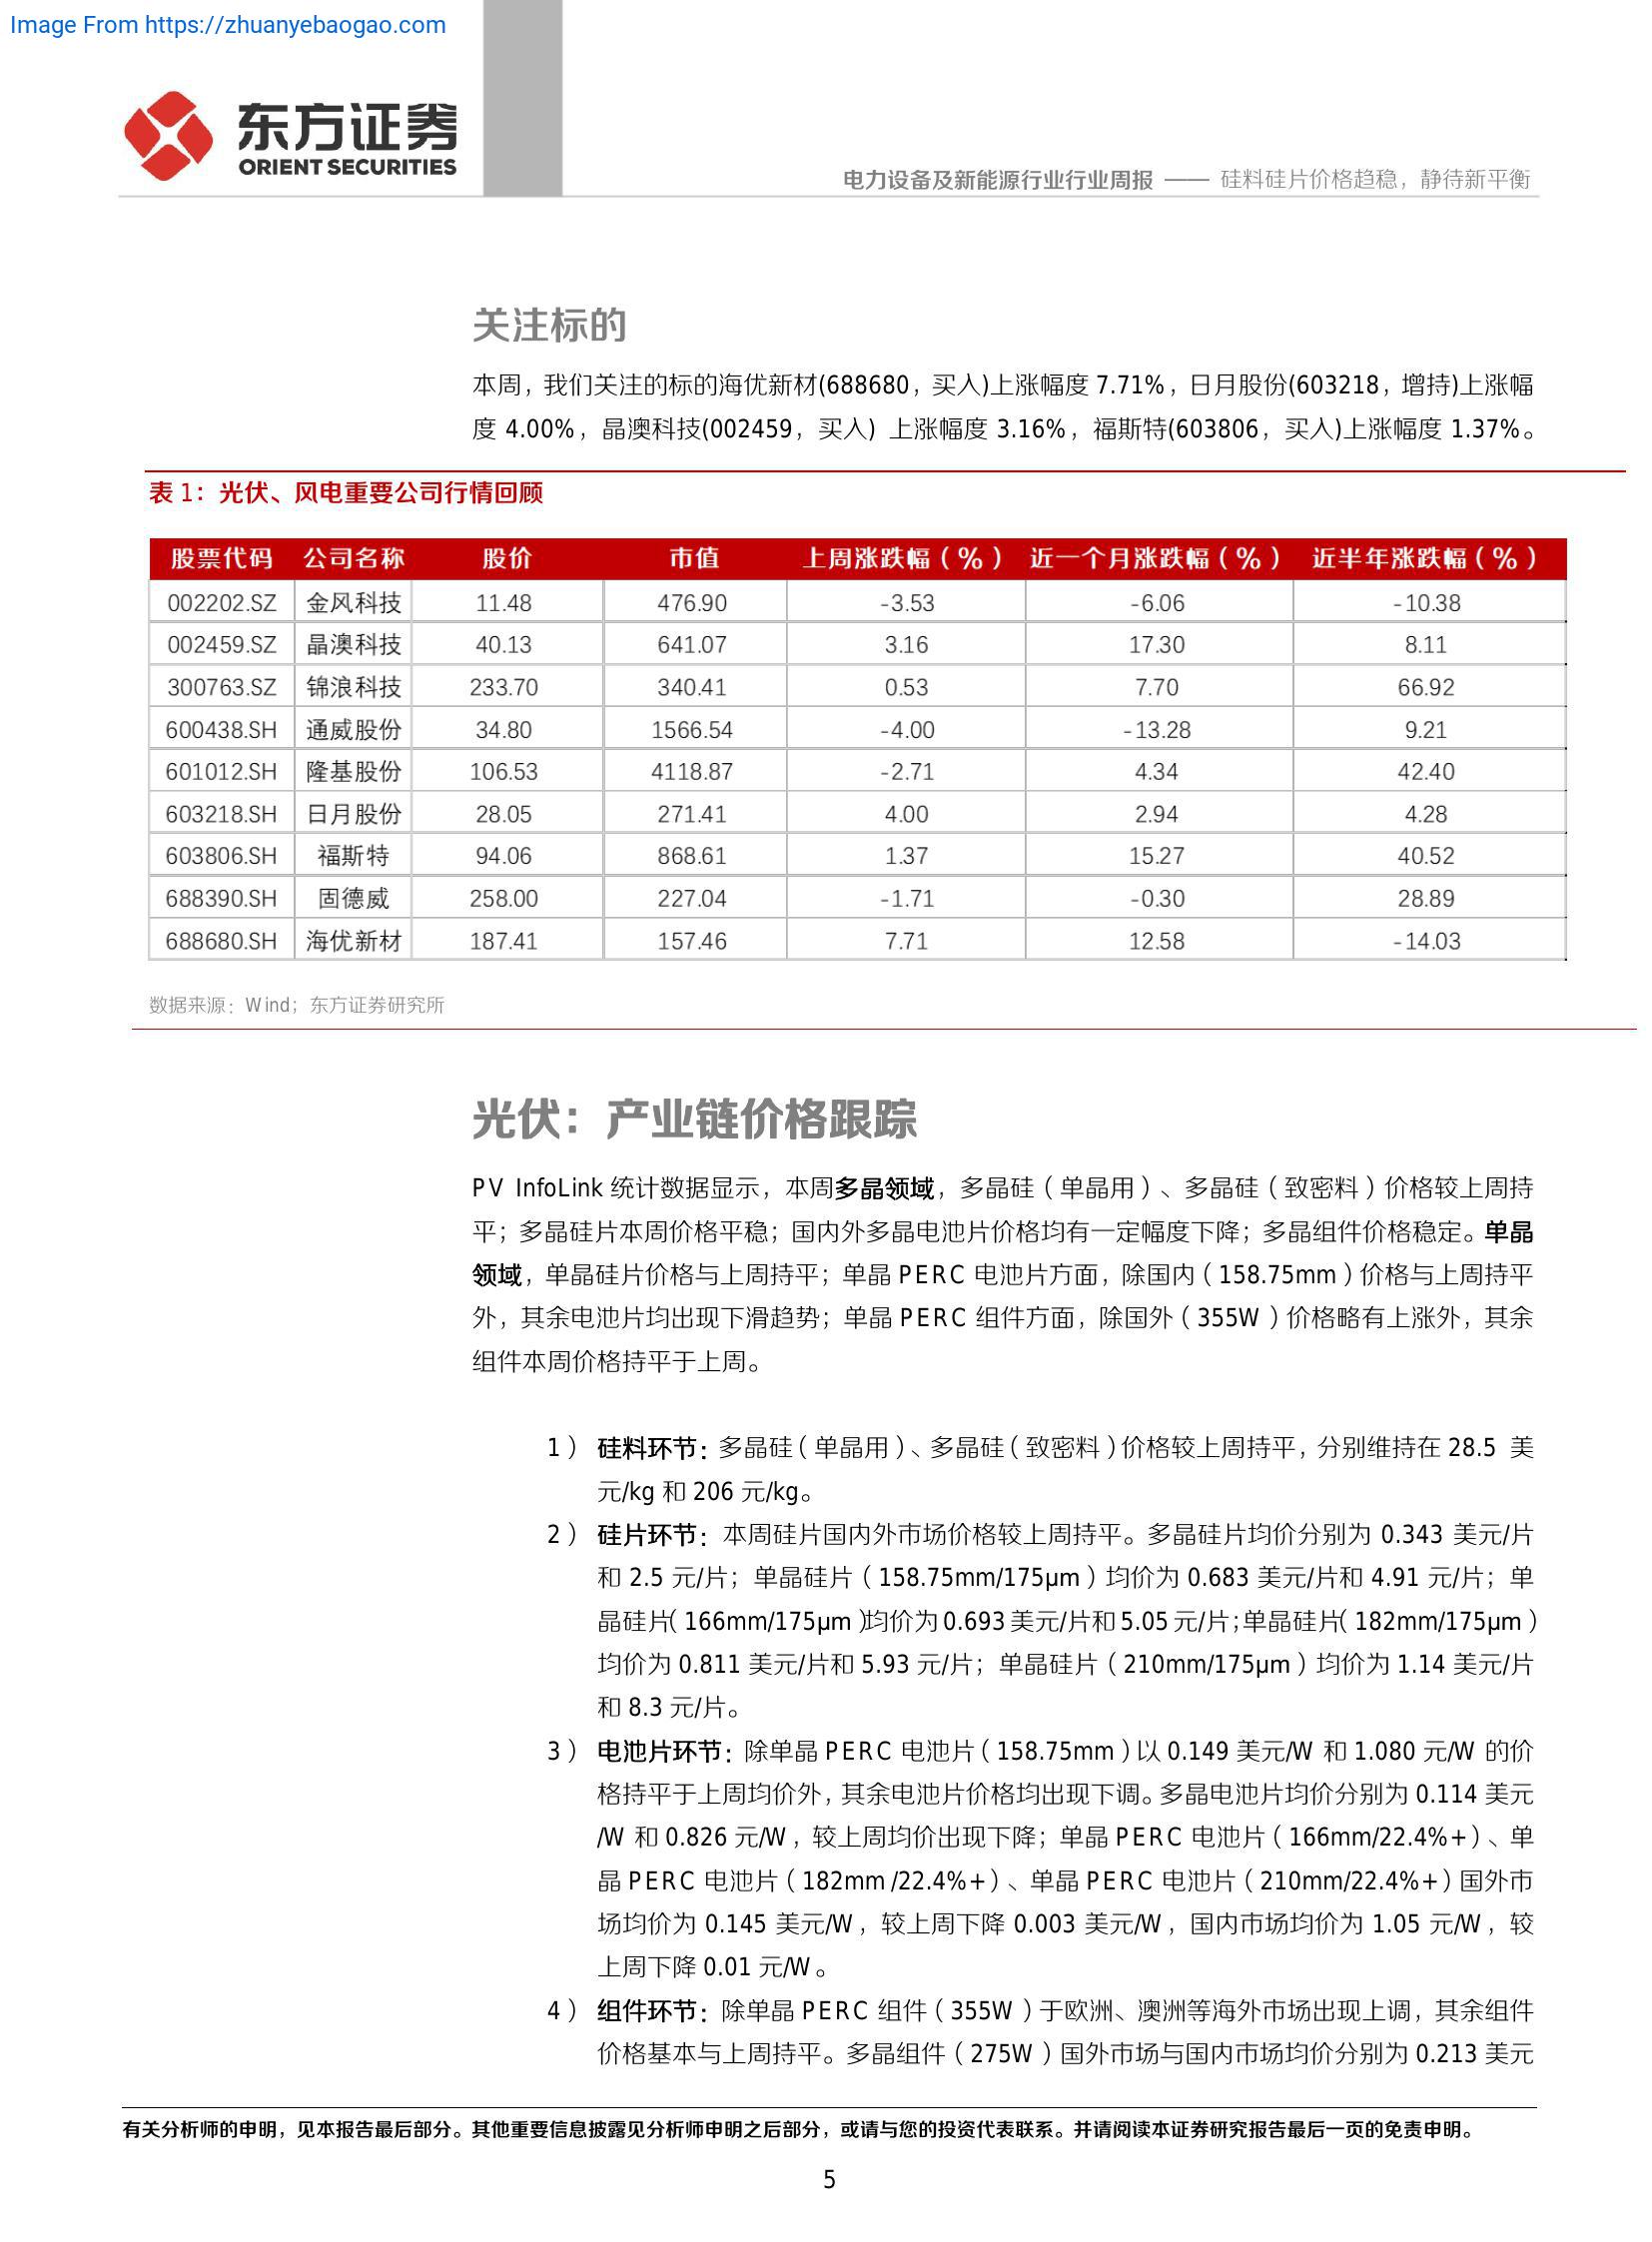 Image From https://zhuanyebaogao.com
东方证券
ORIENT SECURITIES
电力设备及新能源行业行业周报 —— 硅料硅片价格趋稳，静待新平衡
关注标的
本周，我们关注的标的海优新材(688680，买入)上涨幅度 7.71%，日月股份(603218，增持)上涨幅
度 4.00%，晶澳科技(002459，买入) 上涨幅度 3.16%，福斯特(603806，买入)上涨幅度 1.37%。
表 1：光伏、风电重要公司行情回顾
股票代码 公司名称 股价 市值 上周涨跌幅（%） 近一个月涨跌幅（%） 近半年涨跌幅（%）
002202.SZ 金风科技 11.48 476.90 -3.53 -6.06 -10.38
002459.SZ 晶澳科技 40.13 641.07 3.16 17.30 8.11
300763.SZ 锦浪科技 233.70 340.41 0.53 7.70 66.92
600438.SH 通威股份 34.80 1566.54 -4.00 -13.28 9.21
601012.SH 隆基股份 106.53 4118.87 -2.71 4.34 42.40
603218.SH 日月股份 28.05 271.41 4.00 2.94 4.28
603806.SH 福斯特 94.06 868.61 1.37 15.27 40.52
688390.SH 固德威 258.00 227.04 -1.71 -0.30 28.89
688680.SH 海优新材 187.41 157.46 7.71 12.58 -14.03
数据来源：Wind；东方证券研究所
光伏：产业链价格跟踪
PV InfoLink 统计数据显示，本周多晶领域，多晶硅（单晶用）、多晶硅（致密料）价格较上周持
平；多晶硅片本周价格平稳；国内外多晶电池片价格均有一定幅度下降；多晶组件价格稳定。单晶
领域，单晶硅片价格与上周持平；单晶 PERC 电池片方面，除国内（158.75mm）价格与上周持平
外，其余电池片均出现下滑趋势；单晶 PERC 组件方面，除国外（355W）价格略有上涨外，其余
组件本周价格持平于上周。
1） 硅料环节：多晶硅（单晶用）、多晶硅（致密料）价格较上周持平，分别维持在 28.5 美
元/kg 和 206 元/kg。
2） 硅片环节：本周硅片国内外市场价格较上周持平。多晶硅片均价分别为 0.343 美元/片
和 2.5 元/片；单晶硅片（158.75mm/175μm）均价为 0.683 美元/片和 4.91 元/片；单
晶硅片（166mm/175μm）均价为 0.693 美元/片和 5.05 元/片；单晶硅片（182mm/175μm）
均价为 0.811 美元/片和 5.93 元/片；单晶硅片（210mm/175μm）均价为 1.14 美元/片
和 8.3 元/片。
3） 电池片环节：除单晶 PERC 电池片（158.75mm）以 0.149 美元/W 和 1.080 元/W 的价
格持平于上周均价外，其余电池片价格均出现下调。多晶电池片均价分别为 0.114 美元
/W 和 0.826 元/W，较上周均价出现下降；单晶 PERC 电池片（166mm/22.4%+）、单
晶 PERC 电池片（182mm /22.4%+）、单晶 PERC 电池片（210mm/22.4%+）国外市
场均价为 0.145 美元/W，较上周下降 0.003 美元/W，国内市场均价为 1.05 元/W，较
上周下降 0.01 元/W。
4） 组件环节：除单晶 PERC 组件（355W）于欧洲、澳洲等海外市场出现上调，其余组件
价格基本与上周持平。多晶组件（275W）国外市场与国内市场均价分别为 0.213 美元
有关分析师的申明，见本报告最后部分。其他重要信息披露见分析师申明之后部分，或请与您的投资代表联系。并请阅读本证券研究报告最后一页的免责申明。
5